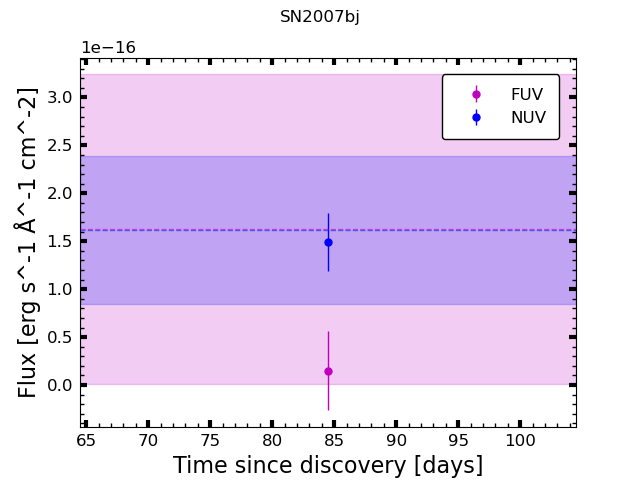 SN2007bj
1e−16
3.0
2.5
2.0
1.5
1.0
0.5
0.0
Flux [erg s^-1 Å^-1 cm^-2]
FUV
NUV
65 70 75 80 85 90 95 100
Time since discovery [days]